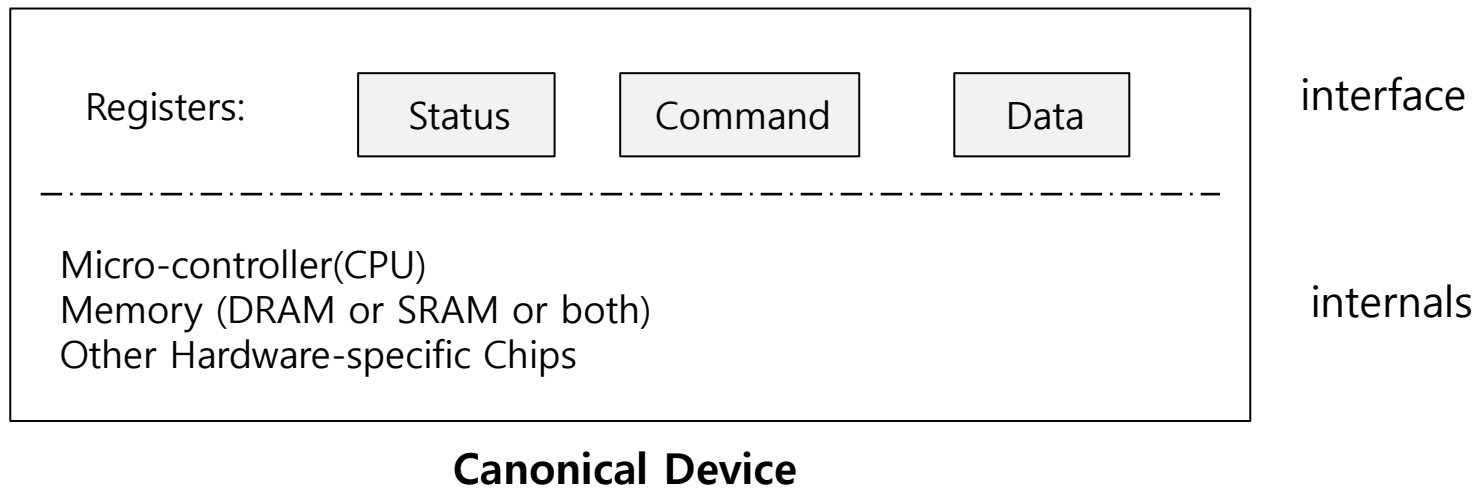 Registers: Status Command Data interface
Micro-controller(CPU)
Memory (DRAM or SRAM or both)
Other Hardware-specific Chips
internals
Canonical Device